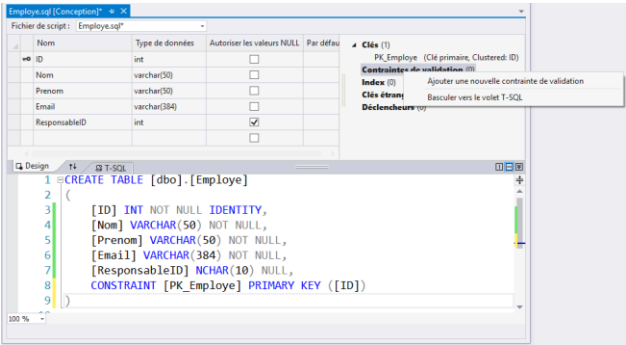 Employe.sql [Conception]*
Fichier de script : Employe.sql*
Nom Type de données Autoriser les valeurs NULL Par défau
ID int
Nom varchar(50)
Prenom varchar(50)
Email varchar(384)
ResponsableID int
Clés (1)
PK_Employe (Clé primaire, Clustered: ID)
Contraintes de validation (0)
Index (0)
Clés étran
Déclencheurs (0)
Ajouter une nouvelle contrainte de validation
Basculer vers le volet T-SQL
Design T-SQL
1 CREATE TABLE [dbo].[Employe]
2 (
3 [ID] INT NOT NULL IDENTITY,
4 [Nom] VARCHAR(50) NOT NULL,
5 [Prenom] VARCHAR(50) NOT NULL,
6 [Email] VARCHAR(384) NOT NULL,
7 [ResponsableID] NCHAR(10) NULL,
8 CONSTRAINT [PK_Employe] PRIMARY KEY ([ID])
9 )
100 %